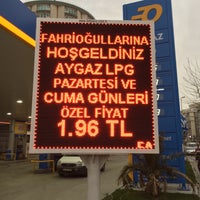 FAHRİOĞULLARINA
HOŞGELDİNİZ
AYGAZ LPG
PAZARTESİ VE
CUMA GÜNLERİ
ÖZEL FİYAT
1.96 TL